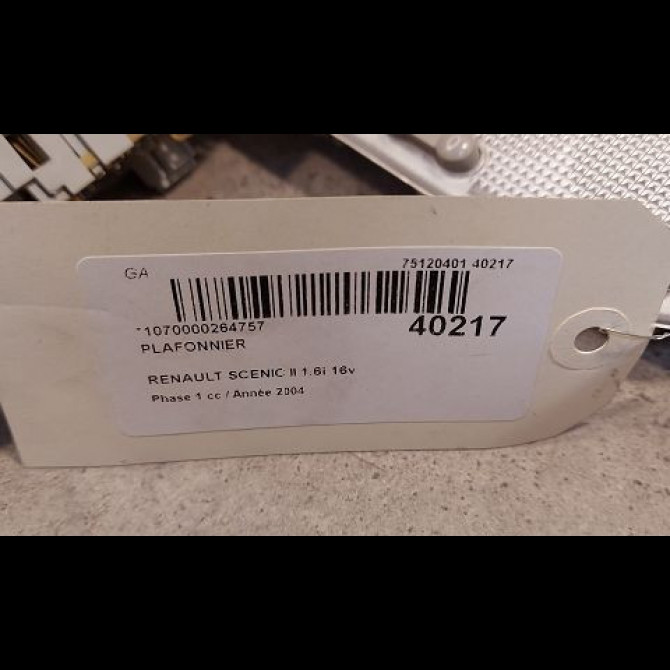 GA 75120401 40217
*1070000264757 40217
PLAFONNIER
RENAULT SCENIC II 1.6i 16v
Phase 1 cc / Année 2004